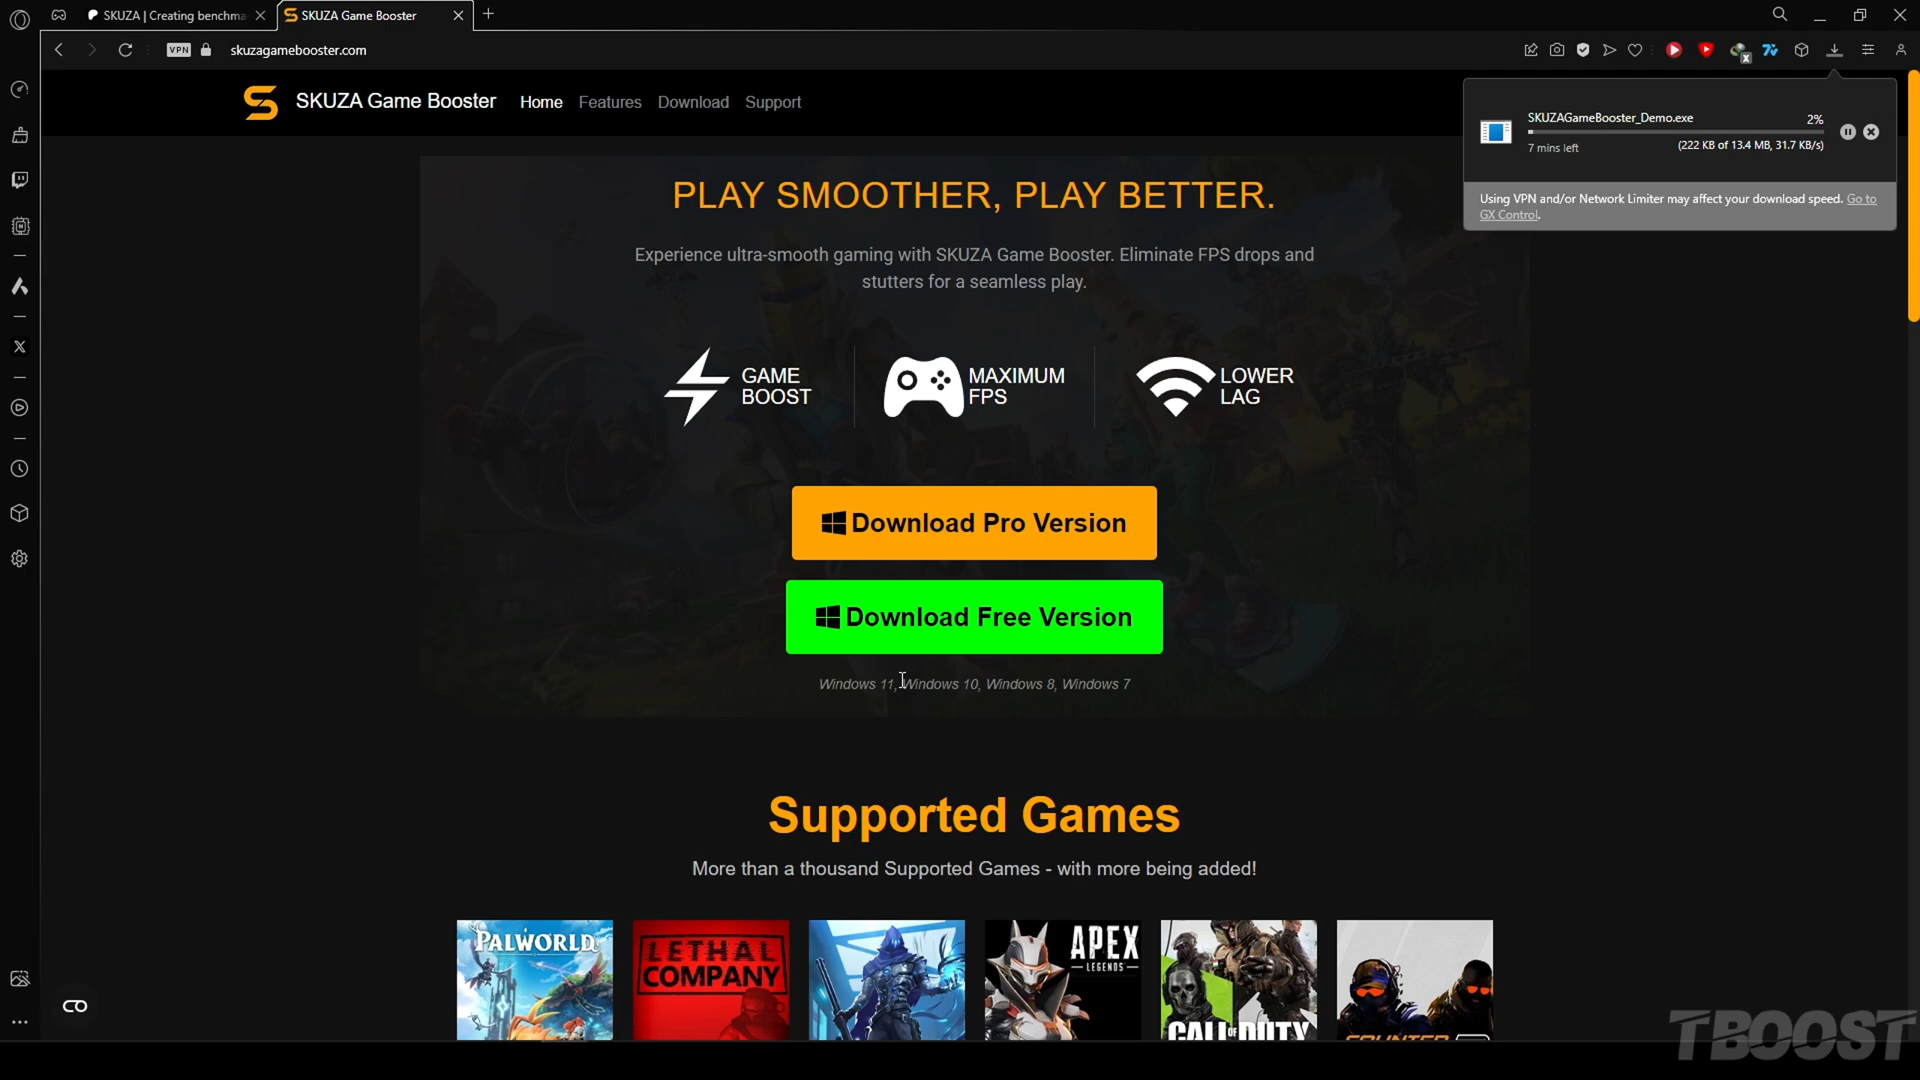 SKUZA | Creating benchma
SKUZA Game Booster
VPN
skuzagamebooster.com
SKUZA Game Booster
Home
Features
Download
Support
SKUZAGameBooster_Demo.exe
2%
7 mins left
(222 KB of 13.4 MB, 31.7 KB/s)
Using VPN and/or Network Limiter may affect your download speed. Go to
GX Control.
PLAY SMOOTHER, PLAY BETTER.
Experience ultra-smooth gaming with SKUZA Game Booster. Eliminate FPS drops and
stutters for a seamless play.
GAME
BOOST
MAXIMUM
FPS
LOWER
LAG
Download Pro Version
Download Free Version
Windows 11, Windows 10, Windows 8, Windows 7
Supported Games
More than a thousand Supported Games - with more being added!
PALWORLD
LETHAL
COMPANY
APEX
LEGENDS
CALL OF DUTY
COUNTER
TBOOST